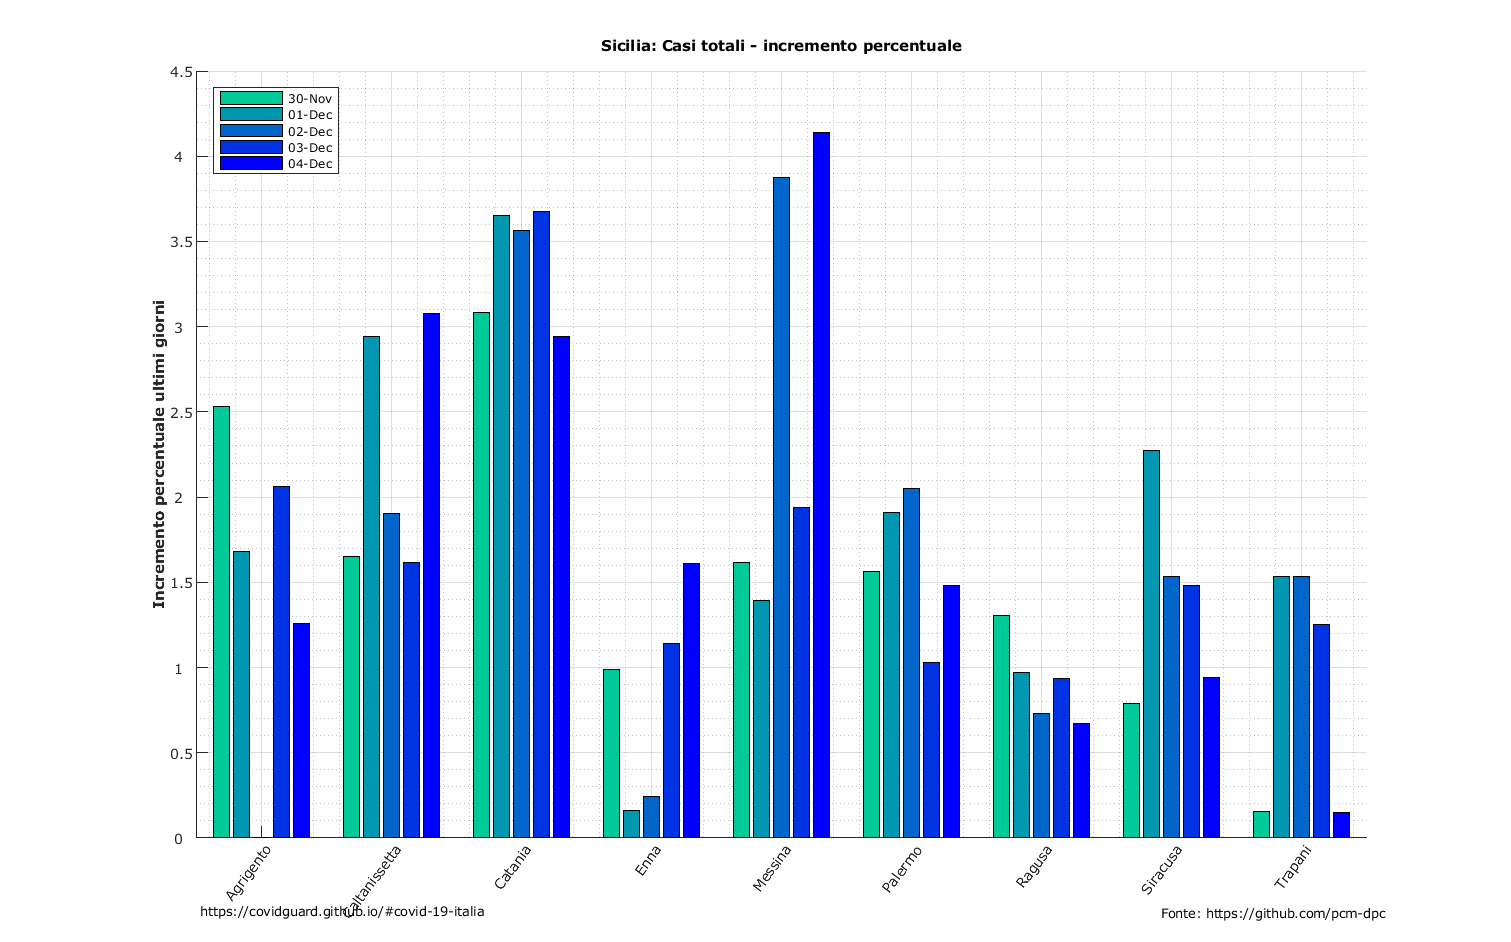 Sicilia: Casi totali - incremento percentuale
4.5
4
3.5
3
2.5
2
1.5
1
0.5
0
Incremento percentuale ultimi giorni
30-Nov
01-Dec
02-Dec
03-Dec
04-Dec
Agrigento
Caltanissetta
Catania
Enna
Messina
Palermo
Ragusa
Siracusa
Trapani
https://covidguard.github.io/#covid-19-italia
Fonte: https://github.com/pcm-dpc